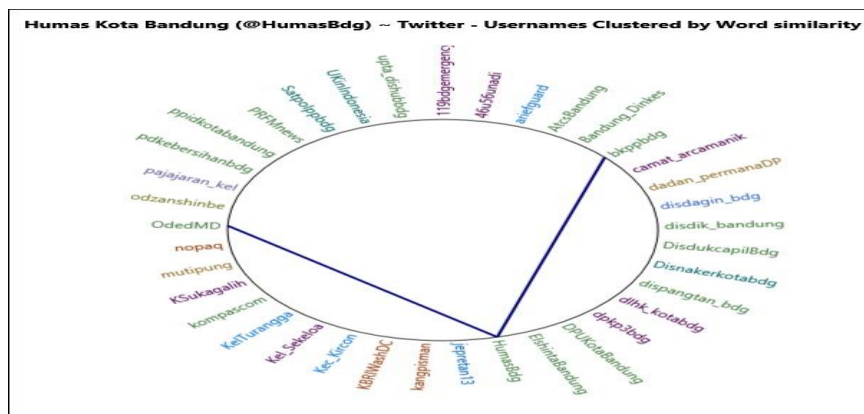 Humas Kota Bandung (@HumasBdg) ~ Twitter - Usernames Clustered by Word similarity
119bdgemergenc
46u56unadi
ariefguard
AtcsBandung
Bandung_Dinkes
bkppbdg
camat_arcamanik
dadan_permanaDP
disdagin_bdg
disdik_bandung
DisdukcapilBdg
Disnakerkotabdg
dispangtan_bdg
dlhk_kotabdg
dpkp3bdg
DPUKotaBandung
ElshintaBandung
HumasBdg
Jepretan13
kangpisman
KBRIWashDC
Kec_Kircon
Kel_Sekeloa
KelTurangga
kompascom
KSukagalih
mutipung
nopaq
OdedMD
odzanshinbe
pajajaran_kel
pdkebersihanbdg
ppidkotabandung
PRFMnews
Satpolppbdg
UKinIndonesia
upta_dishubbdg